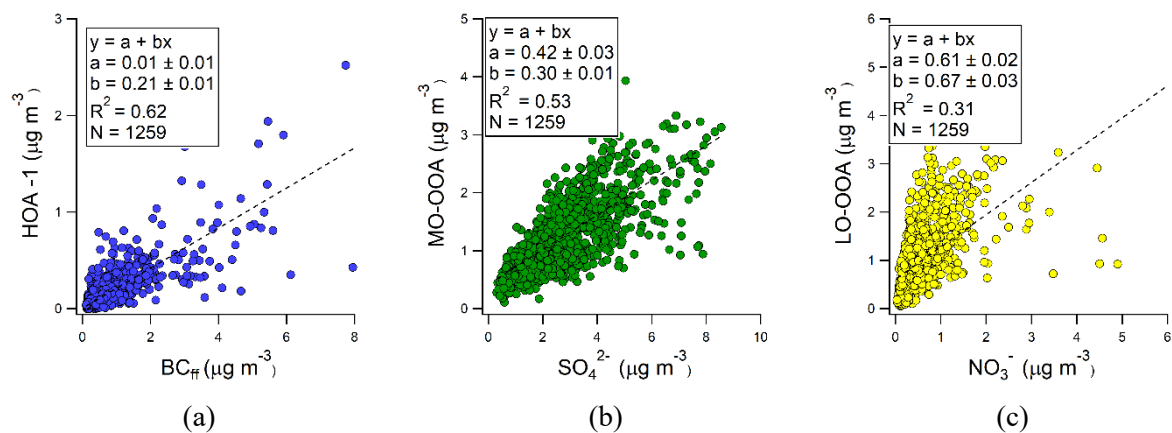 y = a + bx
a = 0.01 ± 0.01
b = 0.21 ± 0.01
R² = 0.62
N = 1259
3
2
1
0
HOA -1 (µg m⁻³)
0 2 4 6 8
BC_ff (µg m⁻³)
(a)
y = a + bx
a = 0.42 ± 0.03
b = 0.30 ± 0.01
R² = 0.53
N = 1259
5
4
3
2
1
0
MO-OOA (µg m⁻³)
0 2 4 6 8 10
SO₄²⁻ (µg m⁻³)
(b)
y = a + bx
a = 0.61 ± 0.02
b = 0.67 ± 0.03
R² = 0.31
N = 1259
6
5
4
3
2
1
0
LO-OOA (µg m⁻³)
0 1 2 3 4 5 6
NO₃⁻ (µg m⁻³)
(c)